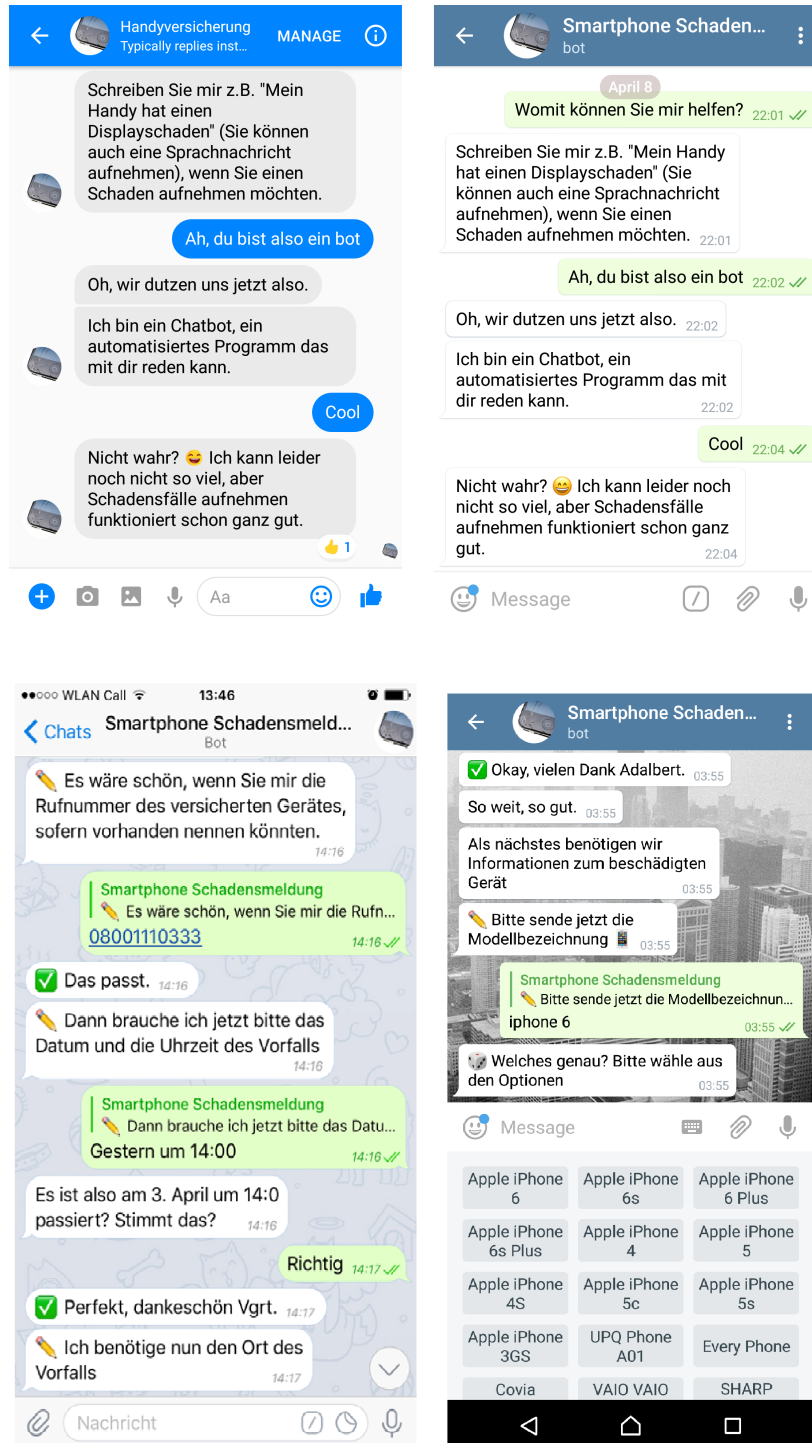 Handyversicherung
Typically replies inst...
MANAGE
Schreiben Sie mir z.B. "Mein
Handy hat einen
Displayschaden" (Sie können
auch eine Sprachnachricht
aufnehmen), wenn Sie einen
Schaden aufnehmen möchten.
Ah, du bist also ein bot
Oh, wir dutzen uns jetzt also.
Ich bin ein Chatbot, ein
automatisiertes Programm das
mit dir reden kann.
Cool
Nicht wahr? 😄 Ich kann leider
noch nicht so viel, aber
Schadensfälle aufnehmen
funktioniert schon ganz gut.
👍 1
Aa
Smartphone Schaden...
bot
April 8
Womit können Sie mir helfen? 22:01
Schreiben Sie mir z.B. "Mein Handy
hat einen Displayschaden" (Sie
können auch eine Sprachnachricht
aufnehmen), wenn Sie einen
Schaden aufnehmen möchten. 22:01
Ah, du bist also ein bot 22:02
Oh, wir dutzen uns jetzt also. 22:02
Ich bin ein Chatbot, ein
automatisiertes Programm das mit
dir reden kann. 22:02
Cool 22:04
Nicht wahr? 😄 Ich kann leider noch
nicht so viel, aber Schadensfälle
aufnehmen funktioniert schon ganz
gut. 22:04
Message
WLAN Call 13:46
Chats
Smartphone Schadensmeld...
Bot
✏️ Es wäre schön, wenn Sie mir die
Rufnummer des versicherten Gerätes,
sofern vorhanden nennen könnten.
14:16
Smartphone Schadensmeldung
✏️ Es wäre schön, wenn Sie mir die Rufn...
08001110333 14:16
✅ Das passt. 14:16
✏️ Dann brauche ich jetzt bitte das
Datum und die Uhrzeit des Vorfalls
14:16
Smartphone Schadensmeldung
✏️ Dann brauche ich jetzt bitte das Datu...
Gestern um 14:00 14:16
Es ist also am 3. April um 14:0
passiert? Stimmt das? 14:16
Richtig 14:17
✅ Perfekt, dankeschön Vgrt. 14:17
✏️ Ich benötige nun den Ort des
Vorfalls 14:17
Nachricht
Smartphone Schaden...
bot
✅ Okay, vielen Dank Adalbert. 03:55
So weit, so gut. 03:55
Als nächstes benötigen wir
Informationen zum beschädigten
Gerät 03:55
✏️ Bitte sende jetzt die
Modellbezeichnung 📱 03:55
Smartphone Schadensmeldung
✏️ Bitte sende jetzt die Modellbezeichnun...
iphone 6 03:55
🎲 Welches genau? Bitte wähle aus
den Optionen 03:55
Message
Apple iPhone
6
Apple iPhone
6s
Apple iPhone
6 Plus
Apple iPhone
6s Plus
Apple iPhone
4
Apple iPhone
5
Apple iPhone
4S
Apple iPhone
5c
Apple iPhone
5s
Apple iPhone
3GS
UPQ Phone
A01
Every Phone
Covia
VAIO VAIO
SHARP